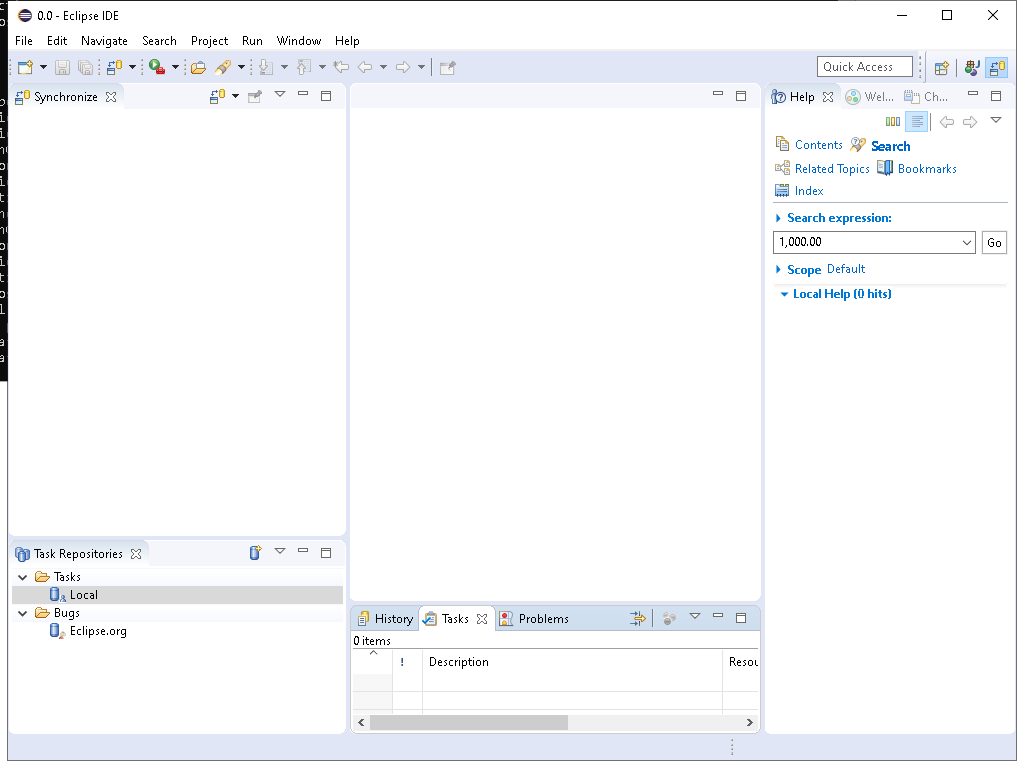 0.0 - Eclipse IDE
File Edit Navigate Search Project Run Window Help
Quick Access
Synchronize
Help Wel... Ch...
Contents Search
Related Topics Bookmarks
Index
Search expression:
1,000.00 Go
Scope Default
Local Help (0 hits)
Task Repositories
Tasks
Local
Bugs
Eclipse.org
History Tasks Problems
0 items
! Description Resou